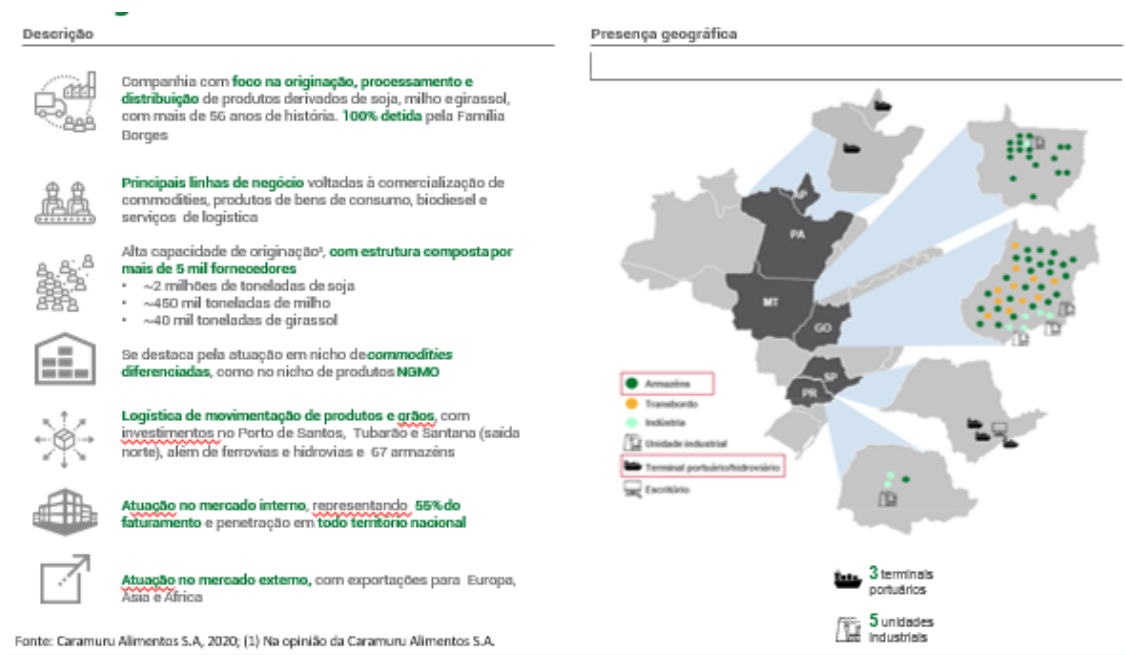 Descrição
Companhia com foco na originação, processamento e
distribuição de produtos derivados de soja, milho e girassol,
com mais de 56 anos de história. 100% detida pela Família
Borges
Principais linhas de negócio voltadas à comercialização de
commodities, produtos de bens de consumo, biodiesel e
serviços de logística
Alta capacidade de originação¹, com estrutura composta por
mais de 5 mil fornecedores
• ~2 milhões de toneladas de soja
• ~450 mil toneladas de milho
• ~40 mil toneladas de girassol
Se destaca pela atuação em nicho de commodities
diferenciadas, como no nicho de produtos NGMO
Logística de movimentação de produtos e grãos, com
investimentos no Porto de Santos, Tubarão e Santana (saída
norte), além de ferrovias e hidrovias e 67 armazéns
Atuação no mercado interno, representando 55% do
faturamento e penetração em todo território nacional
Atuação no mercado externo, com exportações para Europa,
Ásia e África
Fonte: Caramuru Alimentos S.A, 2020; (1) Na opinião da Caramuru Alimentos S.A.
Presença geográfica
AP
PA
MT
GO
SP
PR
Armazéns
Transbordo
Indústria
Unidade industrial
Terminal portuário/hidroviário
Escritório
3 terminais
portuários
5 unidades
industriais